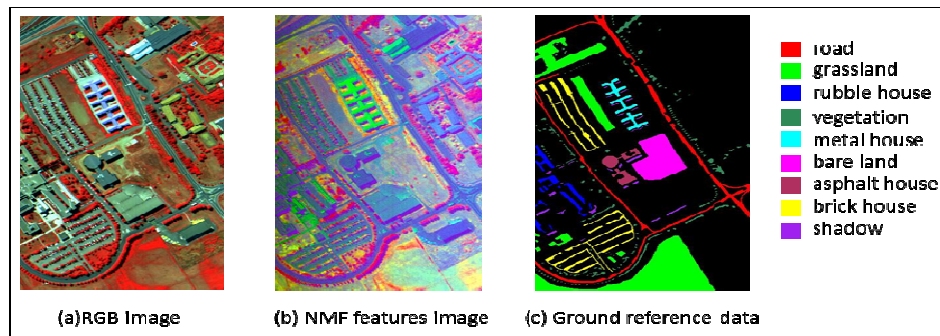 road
grassland
rubble house
vegetation
metal house
bare land
asphalt house
brick house
shadow
(a)RGB Image
(b) NMF features Image
(c) Ground reference data